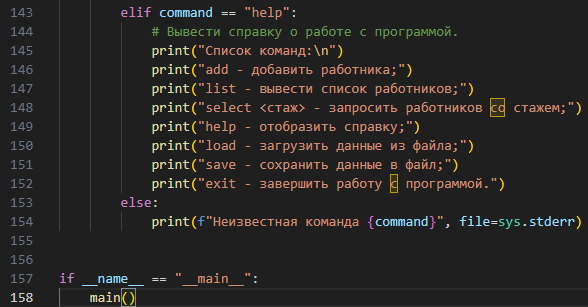 143 elif command == "help":
144 # Вывести справку о работе с программой.
145 print("Список команд:\n")
146 print("add - добавить работника;")
147 print("list - вывести список работников;")
148 print("select <стаж> - запросить работников со стажем;")
149 print("help - отобразить справку;")
150 print("load - загрузить данные из файла;")
151 print("save - сохранить данные в файл;")
152 print("exit - завершить работу с программой.")
153 else:
154 print(f"Неизвестная команда {command}", file=sys.stderr)
155
156
157 if __name__ == "__main__":
158 main()